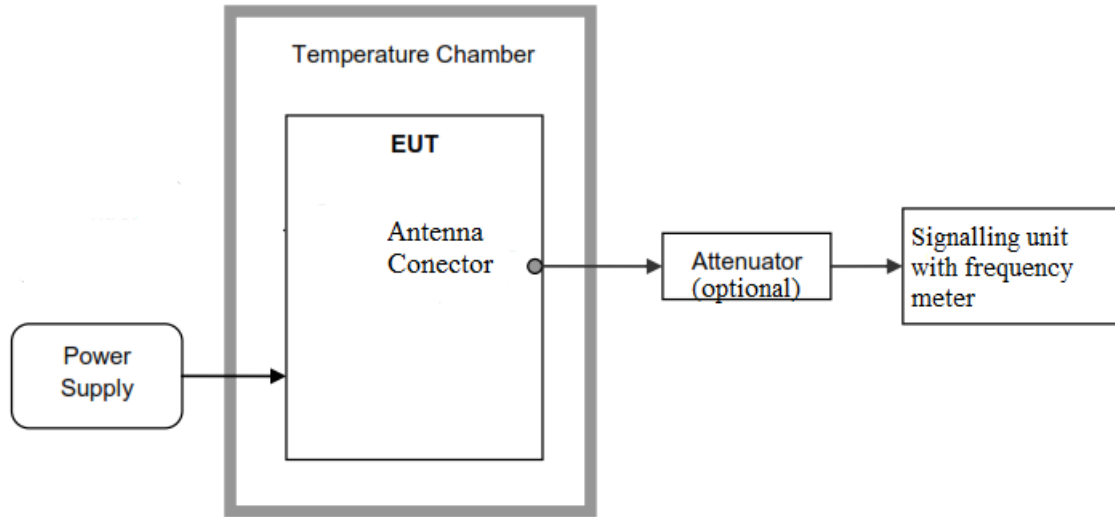 Temperature Chamber
EUT
Antenna
Conector
Attenuator
(optional)
Signalling unit
with frequency
meter
Power
Supply